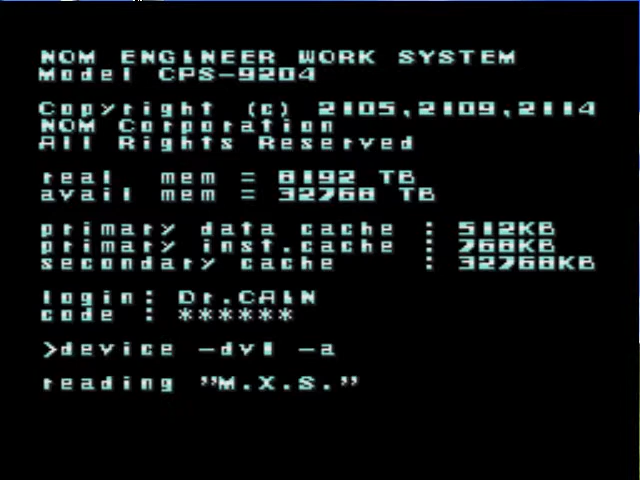 NOM ENGINEER WORK SYSTEM
Model CPS-9204
Copyright (c) 2105,2109,2114
NOM Corporation
All Rights Reserved
real mem = 8192 TB
avail mem = 32768 TB
primary data cache : 512KB
primary inst.cache : 768KB
secondary cache : 32768KB
login: Dr.CAIN
code : ******
>device -dvl -a
reading "M.X.S."